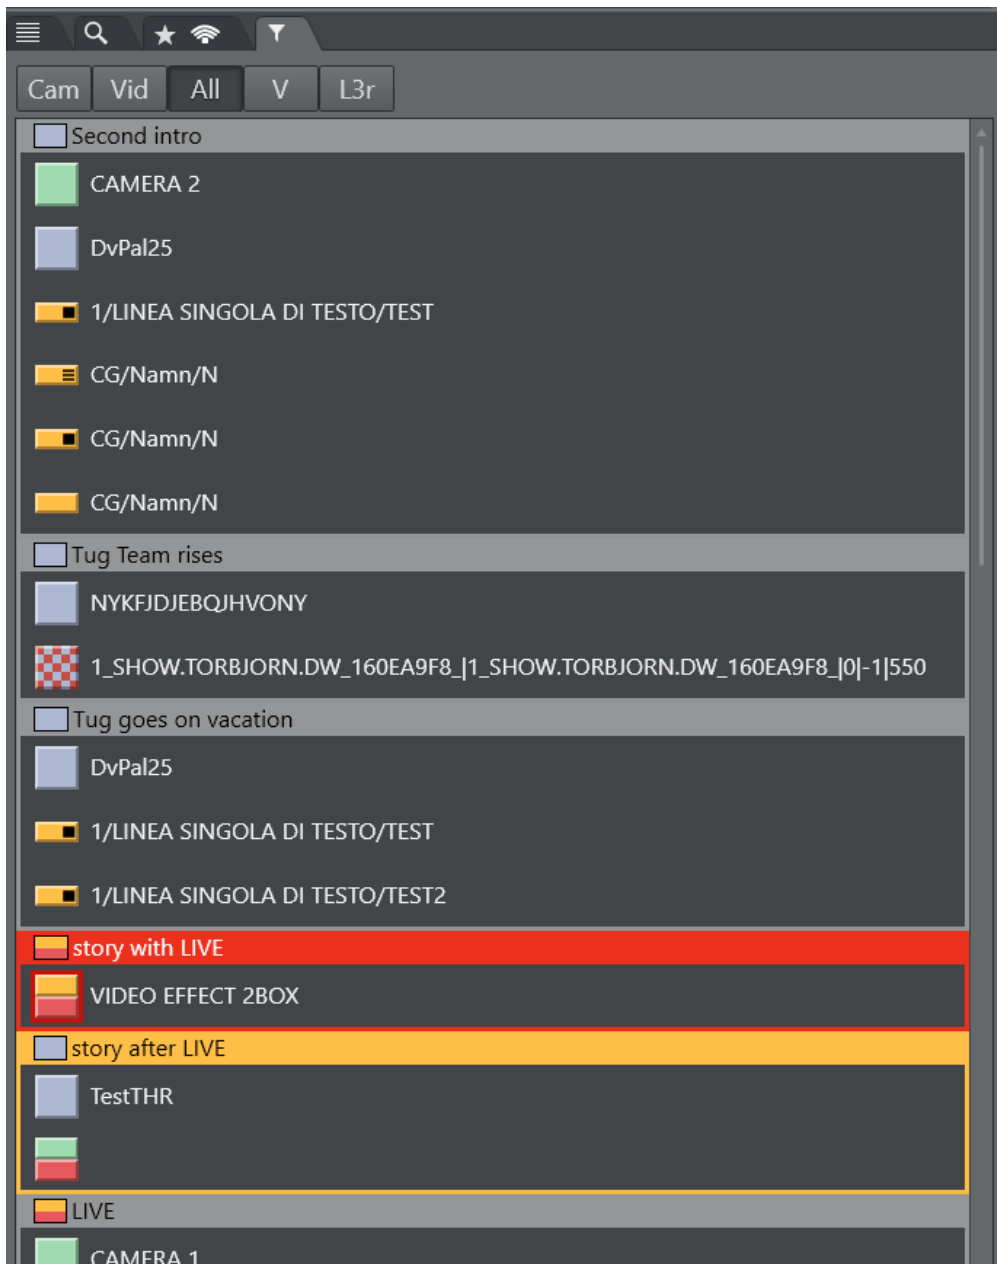 Cam Vid All V L3r
Second intro
CAMERA 2
DvPal25
1/LINEA SINGOLA DI TESTO/TEST
CG/Namn/N
CG/Namn/N
CG/Namn/N
Tug Team rises
NYKFJDJEBQJHVONY
1_SHOW.TORBJORN.DW_160EA9F8_|1_SHOW.TORBJORN.DW_160EA9F8_|0|-1|550
Tug goes on vacation
DvPal25
1/LINEA SINGOLA DI TESTO/TEST
1/LINEA SINGOLA DI TESTO/TEST2
story with LIVE
VIDEO EFFECT 2BOX
story after LIVE
TestTHR
LIVE
CAMERA 1